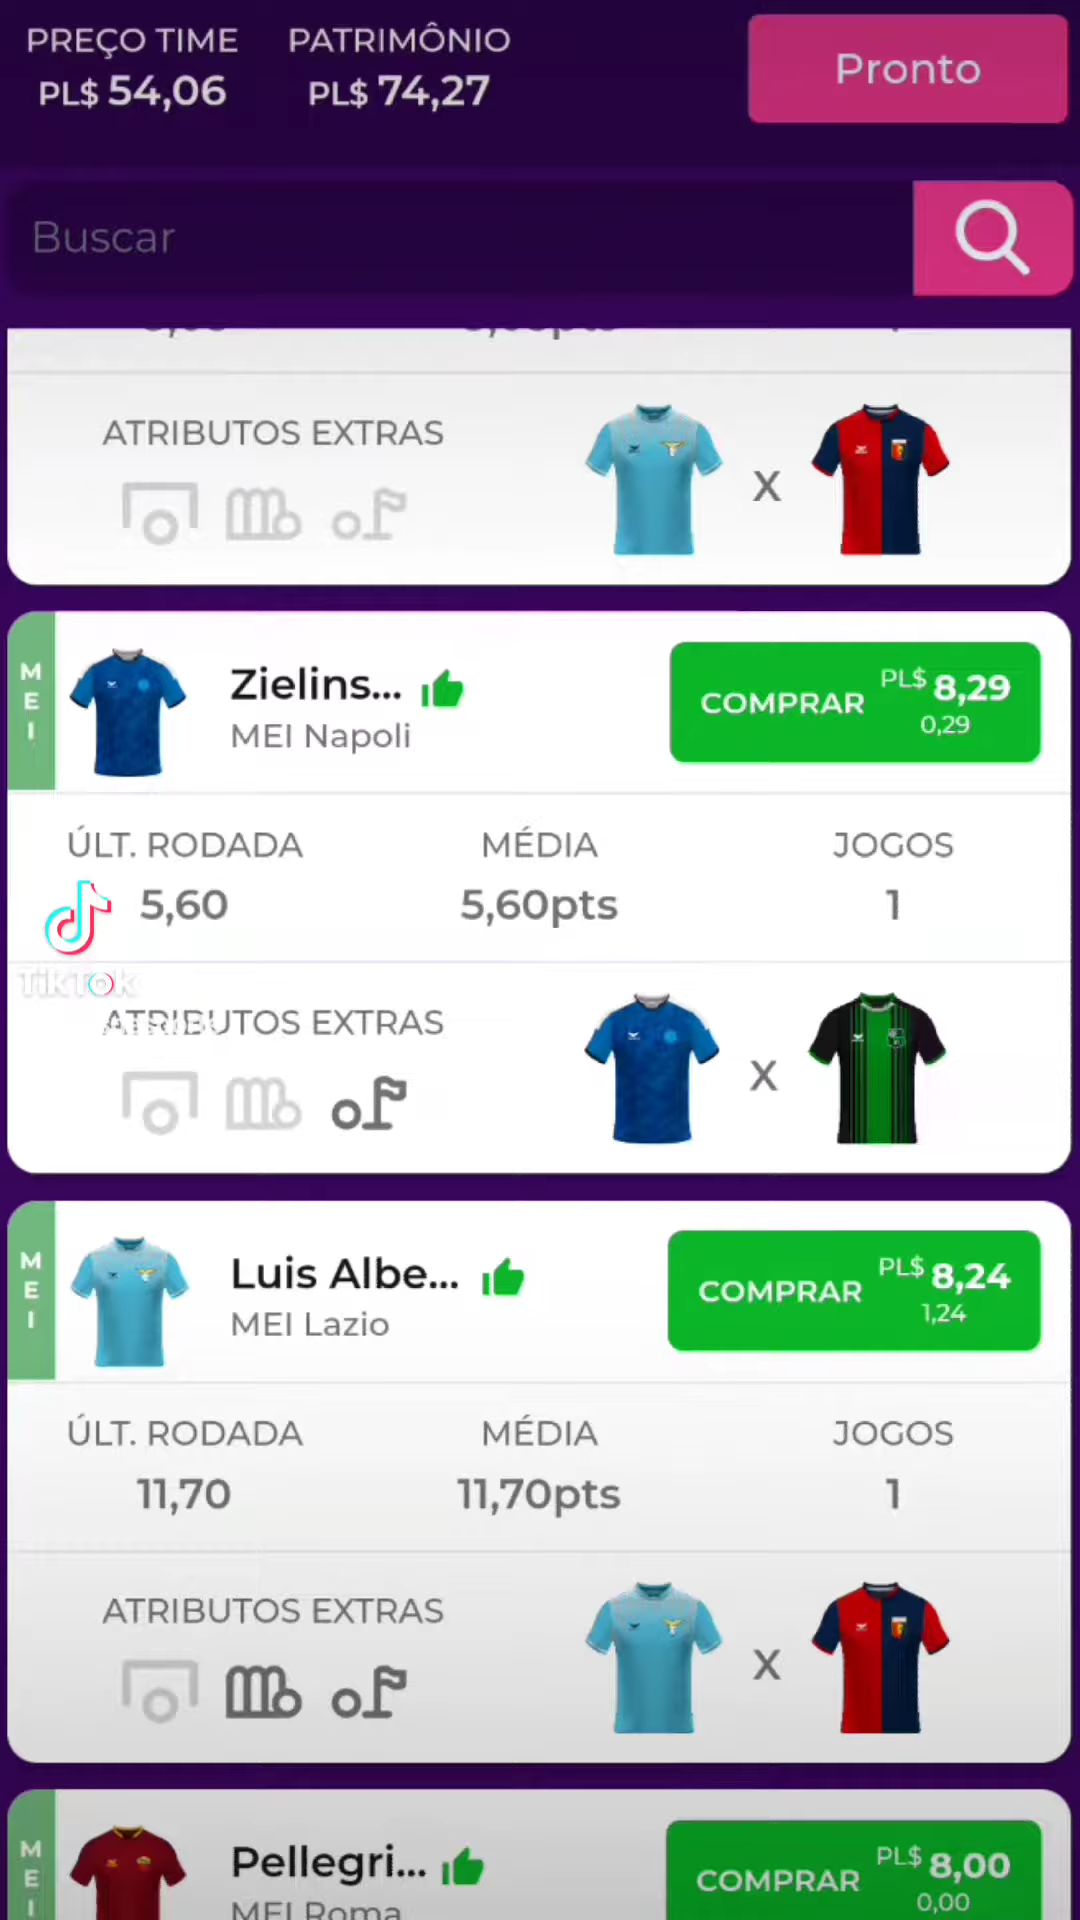 PREÇO TIME PATRIMÔNIO
PL$ 54,06 PL$ 74,27
Pronto
Buscar
ATRIBUTOS EXTRAS
X
MEI
Zielins...
MEI Napoli
COMPRAR PL$ 8,29
0,29
ÚLT. RODADA MÉDIA JOGOS
5,60 5,60pts 1
TikTok
ATRIBUTOS EXTRAS
X
MEI
Luis Albe...
MEI Lazio
COMPRAR PL$ 8,24
1,24
ÚLT. RODADA MÉDIA JOGOS
11,70 11,70pts 1
ATRIBUTOS EXTRAS
X
MEI
Pellegri...
MEI Roma
COMPRAR PL$ 8,00
0,00